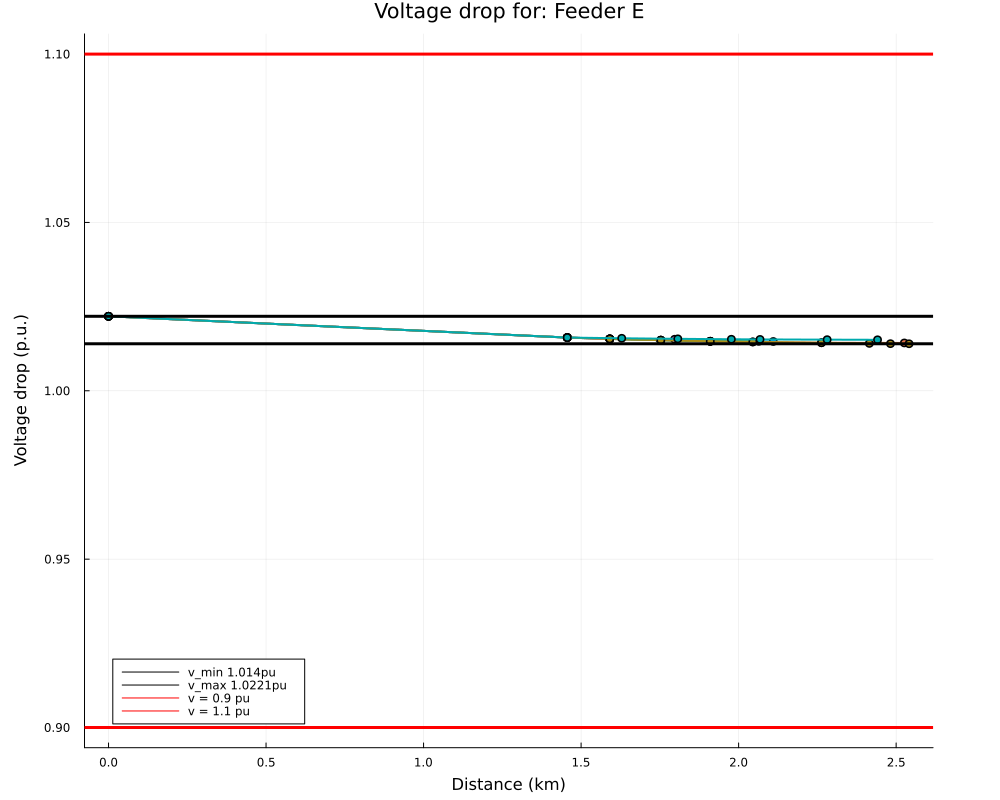 Voltage drop for: Feeder E
1.10
1.05
1.00
0.95
0.90
Voltage drop (p.u.)
v_min 1.014pu
v_max 1.0221pu
v = 0.9 pu
v = 1.1 pu
0.0 0.5 1.0 1.5 2.0 2.5
Distance (km)